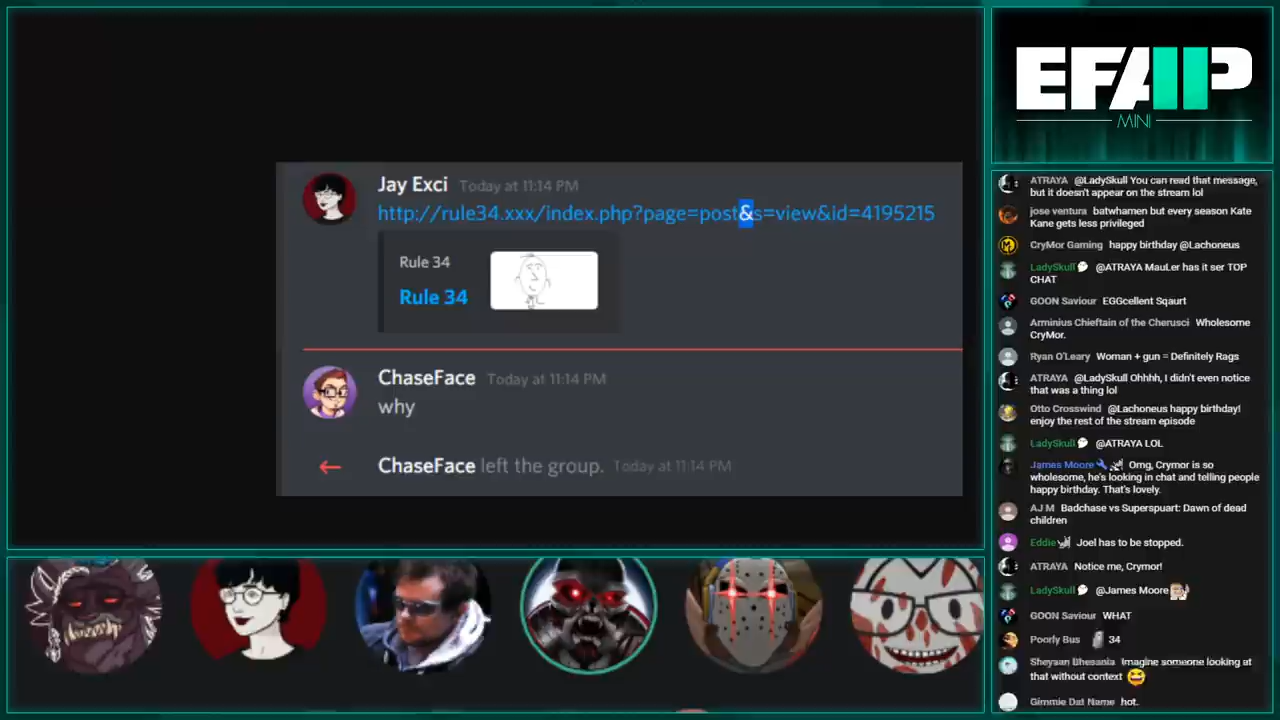 Jay Exci Today at 11:14 PM
http://rule34.xxx/index.php?page=post&s=view&id=4195215
Rule 34
Rule 34
ChaseFace Today at 11:14 PM
why
ChaseFace left the group. Today at 11:14 PM
EFAP
MINI
ATRAYA @LadySkull You can read that message,
but it doesn't appear on the stream lol
jose ventura batwhamen but every season Kate
Kane gets less privileged
CryMor Gaming happy birthday @Lachoneus
LadySkull @ATRAYA MauLer has it ser TOP
CHAT
GOON Saviour EGGcellent Sqaurt
Arminius Chieftain of the Cherusci Wholesome
CryMor.
Ryan O'Leary Woman + gun = Definitely Rags
ATRAYA @LadySkull Ohhhh, I didn't even notice
that was a thing lol
Otto Crosswind @Lachoneus happy birthday!
enjoy the rest of the stream episode
LadySkull @ATRAYA LOL
James Moore Omg, Crymor is so
wholesome, he's looking in chat and telling people
happy birthday. That's lovely.
AJ M Badchase vs Superspuart: Dawn of dead
children
Eddie Joel has to be stopped.
ATRAYA Notice me, Crymor!
LadySkull @James Moore
GOON Saviour WHAT
Poorly Bus 34
Sheyaan Bhesania Imagine someone looking at
that without context
Gimmie Dat Name hot.